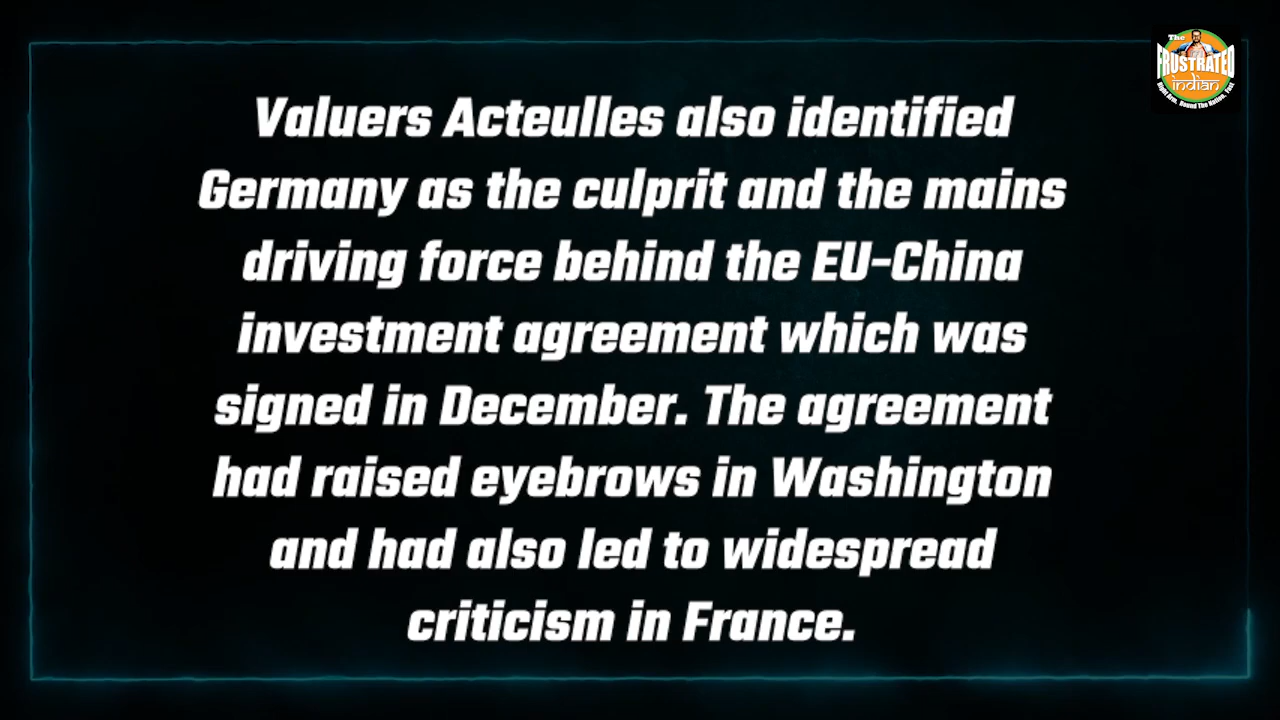 The
FRUSTRATED
indian
Valuers Acteulles also identified
Germany as the culprit and the mains
driving force behind the EU-China
investment agreement which was
signed in December. The agreement
had raised eyebrows in Washington
and had also led to widespread
criticism in France.